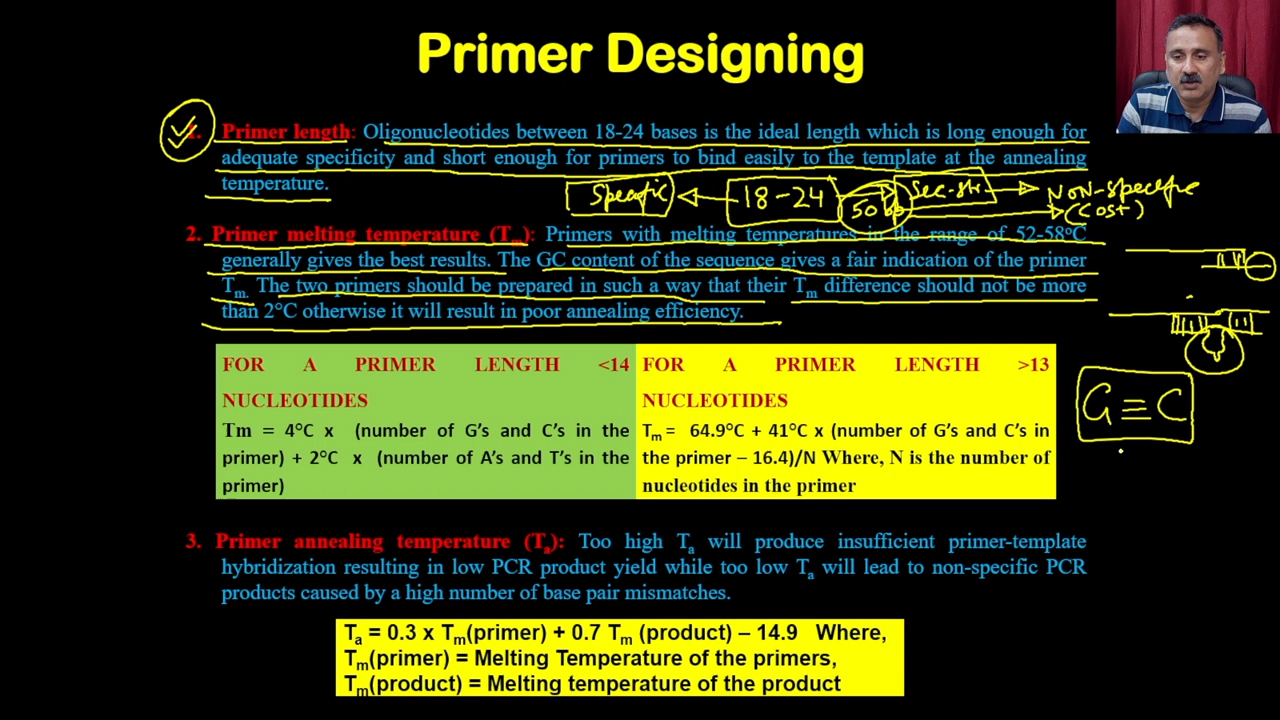 Primer Designing
1. Primer length: Oligonucleotides between 18-24 bases is the ideal length which is long enough for
adequate specificity and short enough for primers to bind easily to the template at the annealing
temperature.
Specific 18-24 50 bp Sec-str NON-specific
(Cost)
2. Primer melting temperature (Tm): Primers with melting temperatures in the range of 52-58°C
generally gives the best results. The GC content of the sequence gives a fair indication of the primer
Tm. The two primers should be prepared in such a way that their Tm difference should not be more
than 2°C otherwise it will result in poor annealing efficiency.
FOR A PRIMER LENGTH <14
NUCLEOTIDES
Tm = 4°C x (number of G's and C's in the
primer) + 2°C x (number of A's and T's in the
primer)
FOR A PRIMER LENGTH >13
NUCLEOTIDES
Tm = 64.9°C + 41°C x (number of G's and C's in
the primer – 16.4)/N Where, N is the number of
nucleotides in the primer
G≡C
3. Primer annealing temperature (Ta): Too high Ta will produce insufficient primer-template
hybridization resulting in low PCR product yield while too low Ta will lead to non-specific PCR
products caused by a high number of base pair mismatches.
Ta = 0.3 x Tm(primer) + 0.7 Tm (product) – 14.9 Where,
Tm(primer) = Melting Temperature of the primers,
Tm(product) = Melting temperature of the product